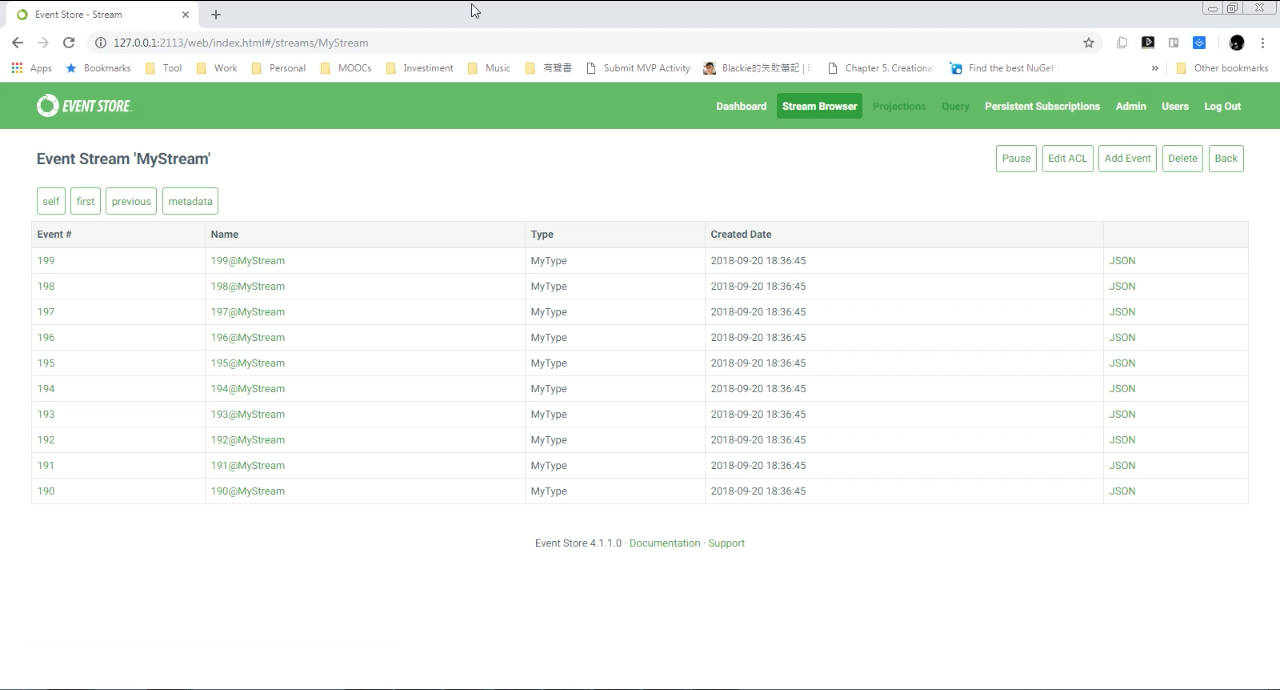 Event Store - Stream
127.0.0.1:2113/web/index.html#/streams/MyStream
Apps Bookmarks Tool Work Personal MOOCs Investiment Music 有聲書 Submit MVP Activity Blackie的失敗筆記 | Chapter 5. Creationa Find the best NuGet » Other bookmarks
EVENT STORE Dashboard Stream Browser Projections Query Persistent Subscriptions Admin Users Log Out
Event Stream 'MyStream' Pause Edit ACL Add Event Delete Back
self first previous metadata
Event # Name Type Created Date
199 199@MyStream MyType 2018-09-20 18:36:45 JSON
198 198@MyStream MyType 2018-09-20 18:36:45 JSON
197 197@MyStream MyType 2018-09-20 18:36:45 JSON
196 196@MyStream MyType 2018-09-20 18:36:45 JSON
195 195@MyStream MyType 2018-09-20 18:36:45 JSON
194 194@MyStream MyType 2018-09-20 18:36:45 JSON
193 193@MyStream MyType 2018-09-20 18:36:45 JSON
192 192@MyStream MyType 2018-09-20 18:36:45 JSON
191 191@MyStream MyType 2018-09-20 18:36:45 JSON
190 190@MyStream MyType 2018-09-20 18:36:45 JSON
Event Store 4.1.1.0 · Documentation · Support